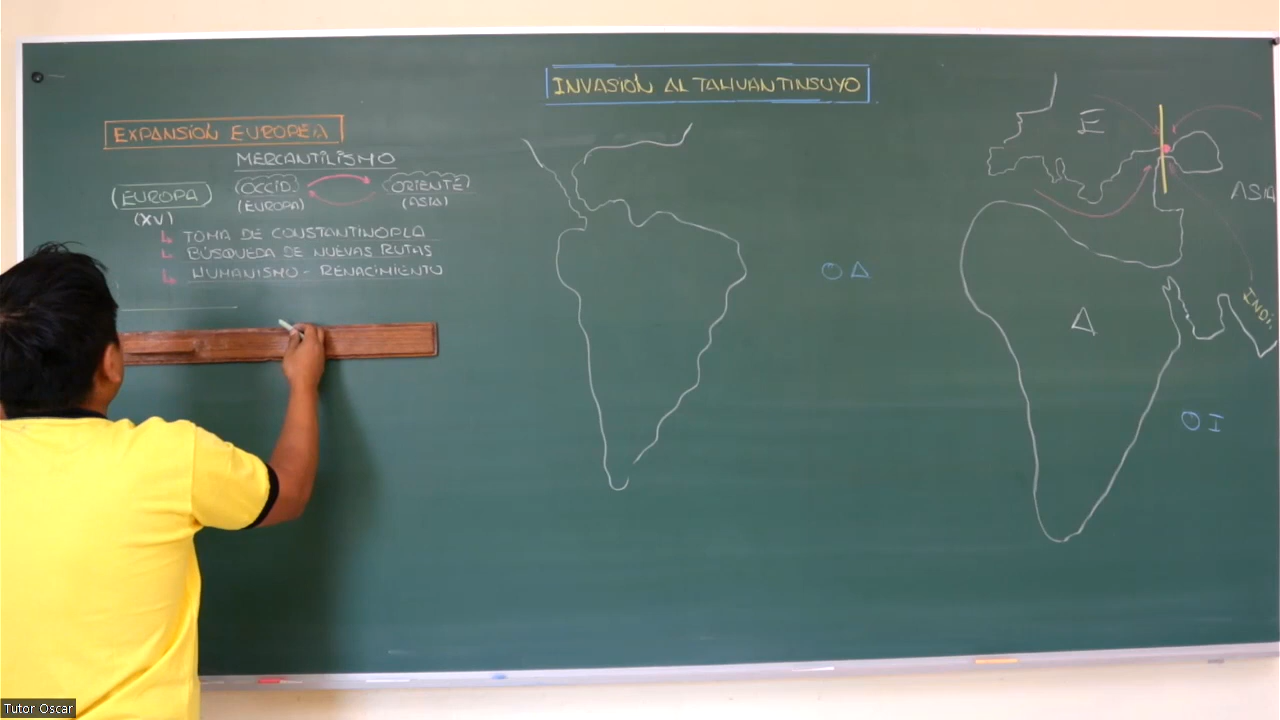 INVASIÓN AL TAHUANTINSUYO
EXPANSIÓN EUROPEA
MERCANTILISMO
EUROPA
(XV)
OCCID.
(EUROPA)
ORIENTE
(ASIA)
TOMA DE CONSTANTINOPLA
BÚSQUEDA DE NUEVAS RUTAS
HUMANISMO - RENACIMIENTO
O A
E
ASIA
A
INDI
O I
Tutor Oscar